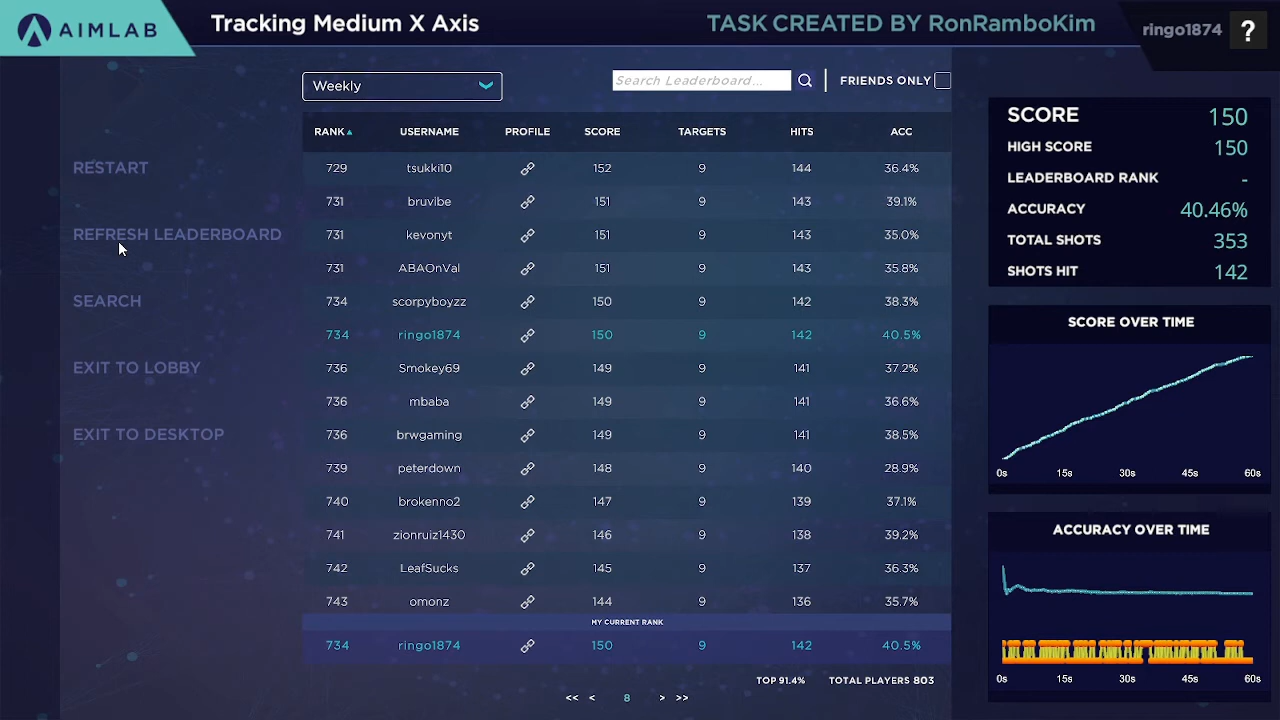 AIMLAB
Tracking Medium X Axis
TASK CREATED BY RonRamboKim
ringo1874 ?
Weekly
Search Leaderboard...
FRIENDS ONLY
RESTART
REFRESH LEADERBOARD
SEARCH
EXIT TO LOBBY
EXIT TO DESKTOP
RANK USERNAME PROFILE SCORE TARGETS HITS ACC
729 tsukki10 152 9 144 36.4%
731 bruvibe 151 9 143 39.1%
731 kevonyt 151 9 143 35.0%
731 ABAOnVal 151 9 143 35.8%
734 scorpyboyzz 150 9 142 38.3%
734 ringo1874 150 9 142 40.5%
736 Smokey69 149 9 141 37.2%
736 mbaba 149 9 141 36.6%
736 brwgaming 149 9 141 38.5%
739 peterdown 148 9 140 28.9%
740 brokenno2 147 9 139 37.1%
741 zionruiz1430 146 9 138 39.2%
742 LeafSucks 145 9 137 36.3%
743 omonz 144 9 136 35.7%
MY CURRENT RANK
734 ringo1874 150 9 142 40.5%
TOP 91.4% TOTAL PLAYERS 803
<< < 8 > >>
SCORE 150
HIGH SCORE 150
LEADERBOARD RANK -
ACCURACY 40.46%
TOTAL SHOTS 353
SHOTS HIT 142
SCORE OVER TIME
0s 15s 30s 45s 60s
ACCURACY OVER TIME
0s 15s 30s 45s 60s